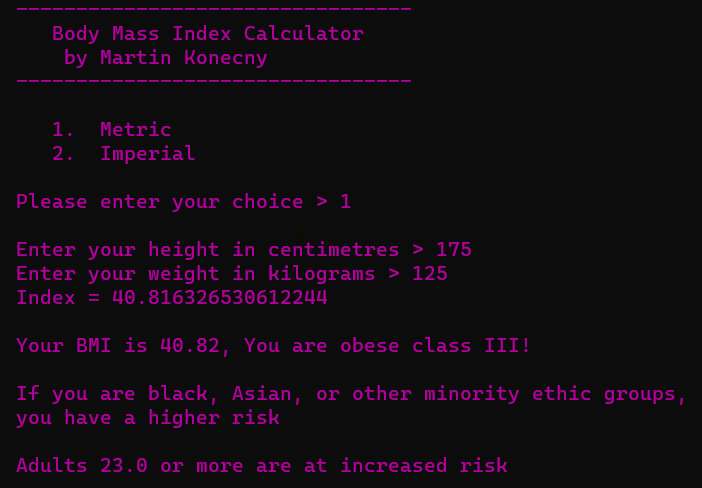 ---------------------------------
Body Mass Index Calculator
by Martin Konecny
---------------------------------
1.  Metric
2.  Imperial
Please enter your choice > 1
Enter your height in centimetres > 175
Enter your weight in kilograms > 125
Index = 40.816326530612244
Your BMI is 40.82, You are obese class III!
If you are black, Asian, or other minority ethic groups,
you have a higher risk
Adults 23.0 or more are at increased risk